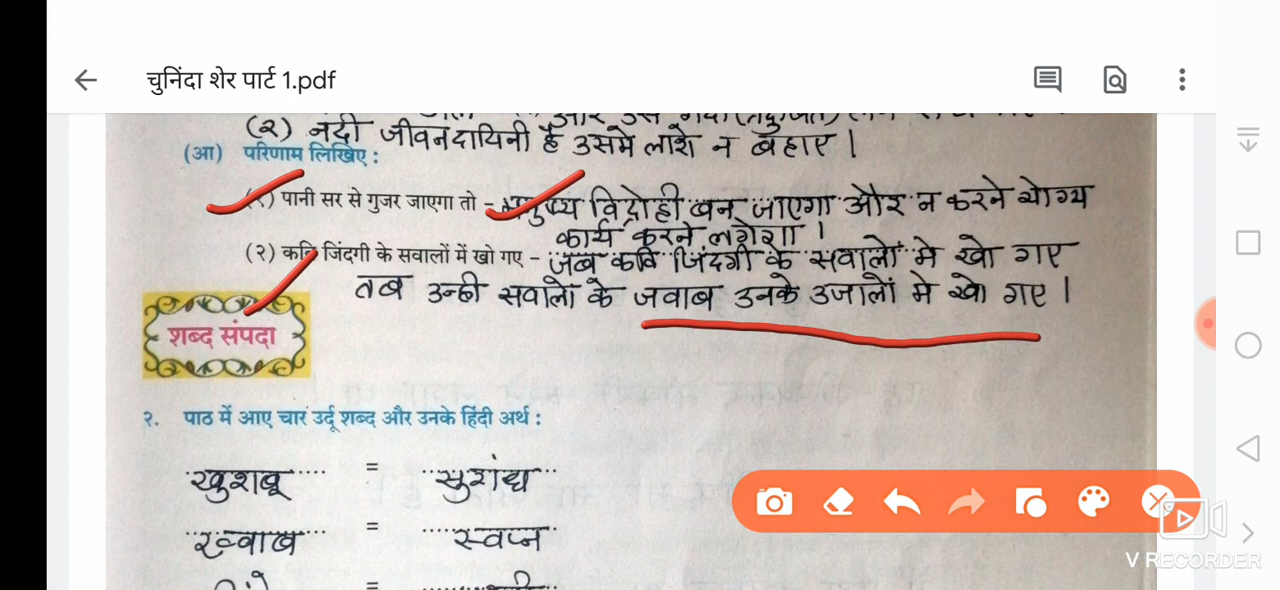 चुनिंदा शेर पार्ट 1.pdf
(२) नदी जीवनदायिनी है उसमे लाशे न बहाए।
(आ) परिणाम लिखिए :
(१) पानी सर से गुजर जाएगा तो - मनुष्य विद्रोही बन जाएगा और न करने योग्य
कार्य करने लगेगा।
(२) कवि जिंदगी के सवालों में खो गए - जब कवि जिंदगी के सवालों मे खो गए
तब उन्ही सवालो के जवाब उनके उजालों मे खो गए।
शब्द संपदा
२. पाठ में आए चार उर्दू शब्द और उनके हिंदी अर्थ :
खुशबू = सुगंध
ख्वाब = स्वप्न
=
V RECORDER